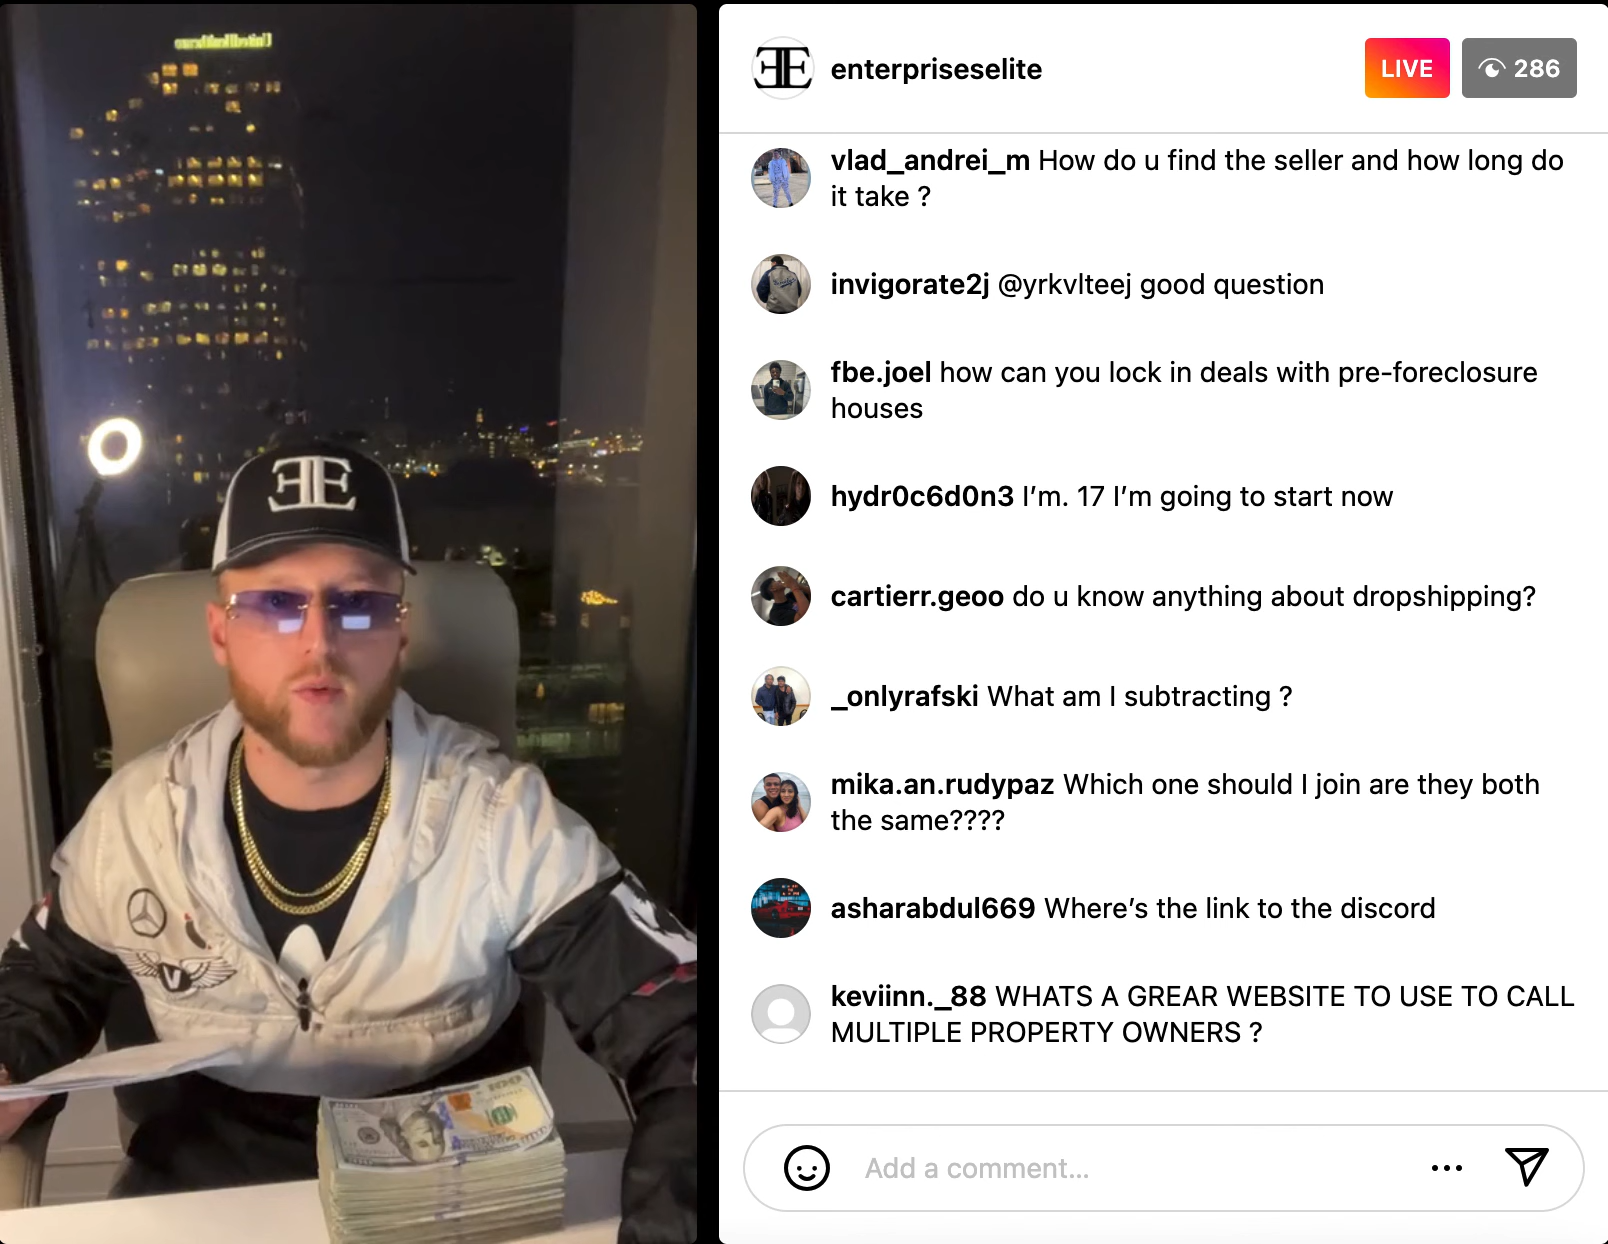 enterpriseselite
LIVE
286
vlad_andrei_m How do u find the seller and how long do
it take ?
invigorate2j @yrkvlteej good question
fbe.joel how can you lock in deals with pre-foreclosure
houses
hydr0c6d0n3 I'm. 17 I'm going to start now
cartierr.geoo do u know anything about dropshipping?
_onlyrafski What am I subtracting ?
mika.an.rudypaz Which one should I join are they both
the same????
asharabdul669 Where's the link to the discord
keviinn._88 WHATS A GREAR WEBSITE TO USE TO CALL
MULTIPLE PROPERTY OWNERS ?
Add a comment...
100
V